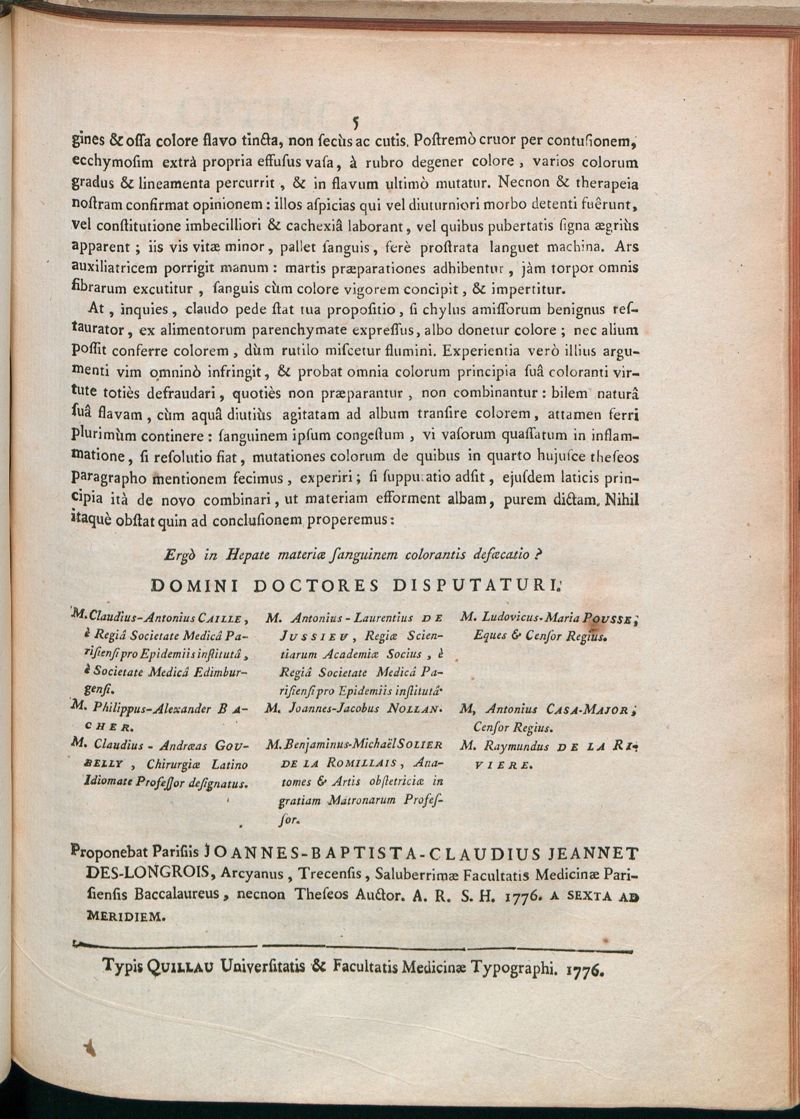 5
gines & ossa colore flavo tincta, non seciùs ac cutis. Postremò cruor per contusionem,
ecchymosim extrà propria effusus vasa, à rubro degener colore, varios colorum
gradus & lineamenta percurrit, & in flavum ultimò mutatur. Necnon & therapeia
nostram confirmat opinionem : illos aspicias qui vel diuturniori morbo detenti fuêrunt,
vel constitutione imbecilliori & cachexiâ laborant, vel quibus pubertatis signa ægriùs
apparent ; iis vis vitæ minor, pallet sanguis, ferè prostrata languet machina. Ars
auxiliatricem porrigit manum : martis præparationes adhibentur, jàm torpor omnis
fibrarum excutitur, sanguis cùm colore vigorem concipit, & impertitur.
At, inquies, claudo pede stat tua propositio, si chylus amissorum benignus res-
taurator, ex alimentorum parenchymate expressus, albo donetur colore ; nec alium
possit conferre colorem, dùm rutilo miscetur flumini. Experientia verò illius argu-
menti vim omninò infringit, & probat omnia colorum principia suâ coloranti vir-
tute totiès defraudari, quotiès non præparantur, non combinantur : bilem naturâ
suâ flavam, cùm aquâ diutiùs agitatam ad album transire colorem, attamen ferri
plurimùm continere : sanguinem ipsum congestum, vi vasorum quassatum in inflam-
matione, si resolutio fiat, mutationes colorum de quibus in quarto hujusce theseos
paragrapho mentionem fecimus, experiri ; si suppuratio adsit, ejusdem laticis prin-
cipia ità de novo combinari, ut materiam efforment albam, purem dictam. Nihil
itaquè obstat quin ad conclusionem properemus :
Ergò in Hepate materiæ sanguinem colorantis defæcatio ?
DOMINI DOCTORES DISPUTATURI.
M. Claudius-Antonius CAILLE,
è Regiâ Societate Medicâ Pa-
risiensi pro Epidemiis institutâ,
è Societate Medicâ Edimbur-
gensi.
M. Philippus-Alexander BA-
CHER.
M. Claudius - Andræas GOU-
BELLY, Chirurgiæ Latino
Idiomate Professor designatus.
M. Antonius - Laurentius DE
JUSSIEU, Regiæ Scien-
tiarum Academiæ Socius, è
Regiâ Societate Medicâ Pa-
risiensi pro Epidemiis institutâ.
M. Joannes-Jacobus NOLLAN.
M. Benjaminus-Michaël SOLIER
DE LA ROMILLAIS, Ana-
tomes & Artis obstetriciæ in
gratiam Matronarum Profes-
sor.
M. Ludovicus-Maria POUSSE,
Eques & Censor Regius.
M, Antonius CASA-MAJOR,
Censor Regius.
M. Raymundus DE LA RI-
VIERE.
Proponebat Parisiis JOANNES-BAPTISTA-CLAUDIUS JEANNET
DES-LONGROIS, Arcyanus, Trecensis, Saluberrimæ Facultatis Medicinæ Pari-
siensis Baccalaureus, necnon Theseos Auctor. A. R. S. H. 1776. A SEXTA AD
MERIDIEM.
Typis QUILLAU Universitatis & Facultatis Medicinæ Typographi. 1776.